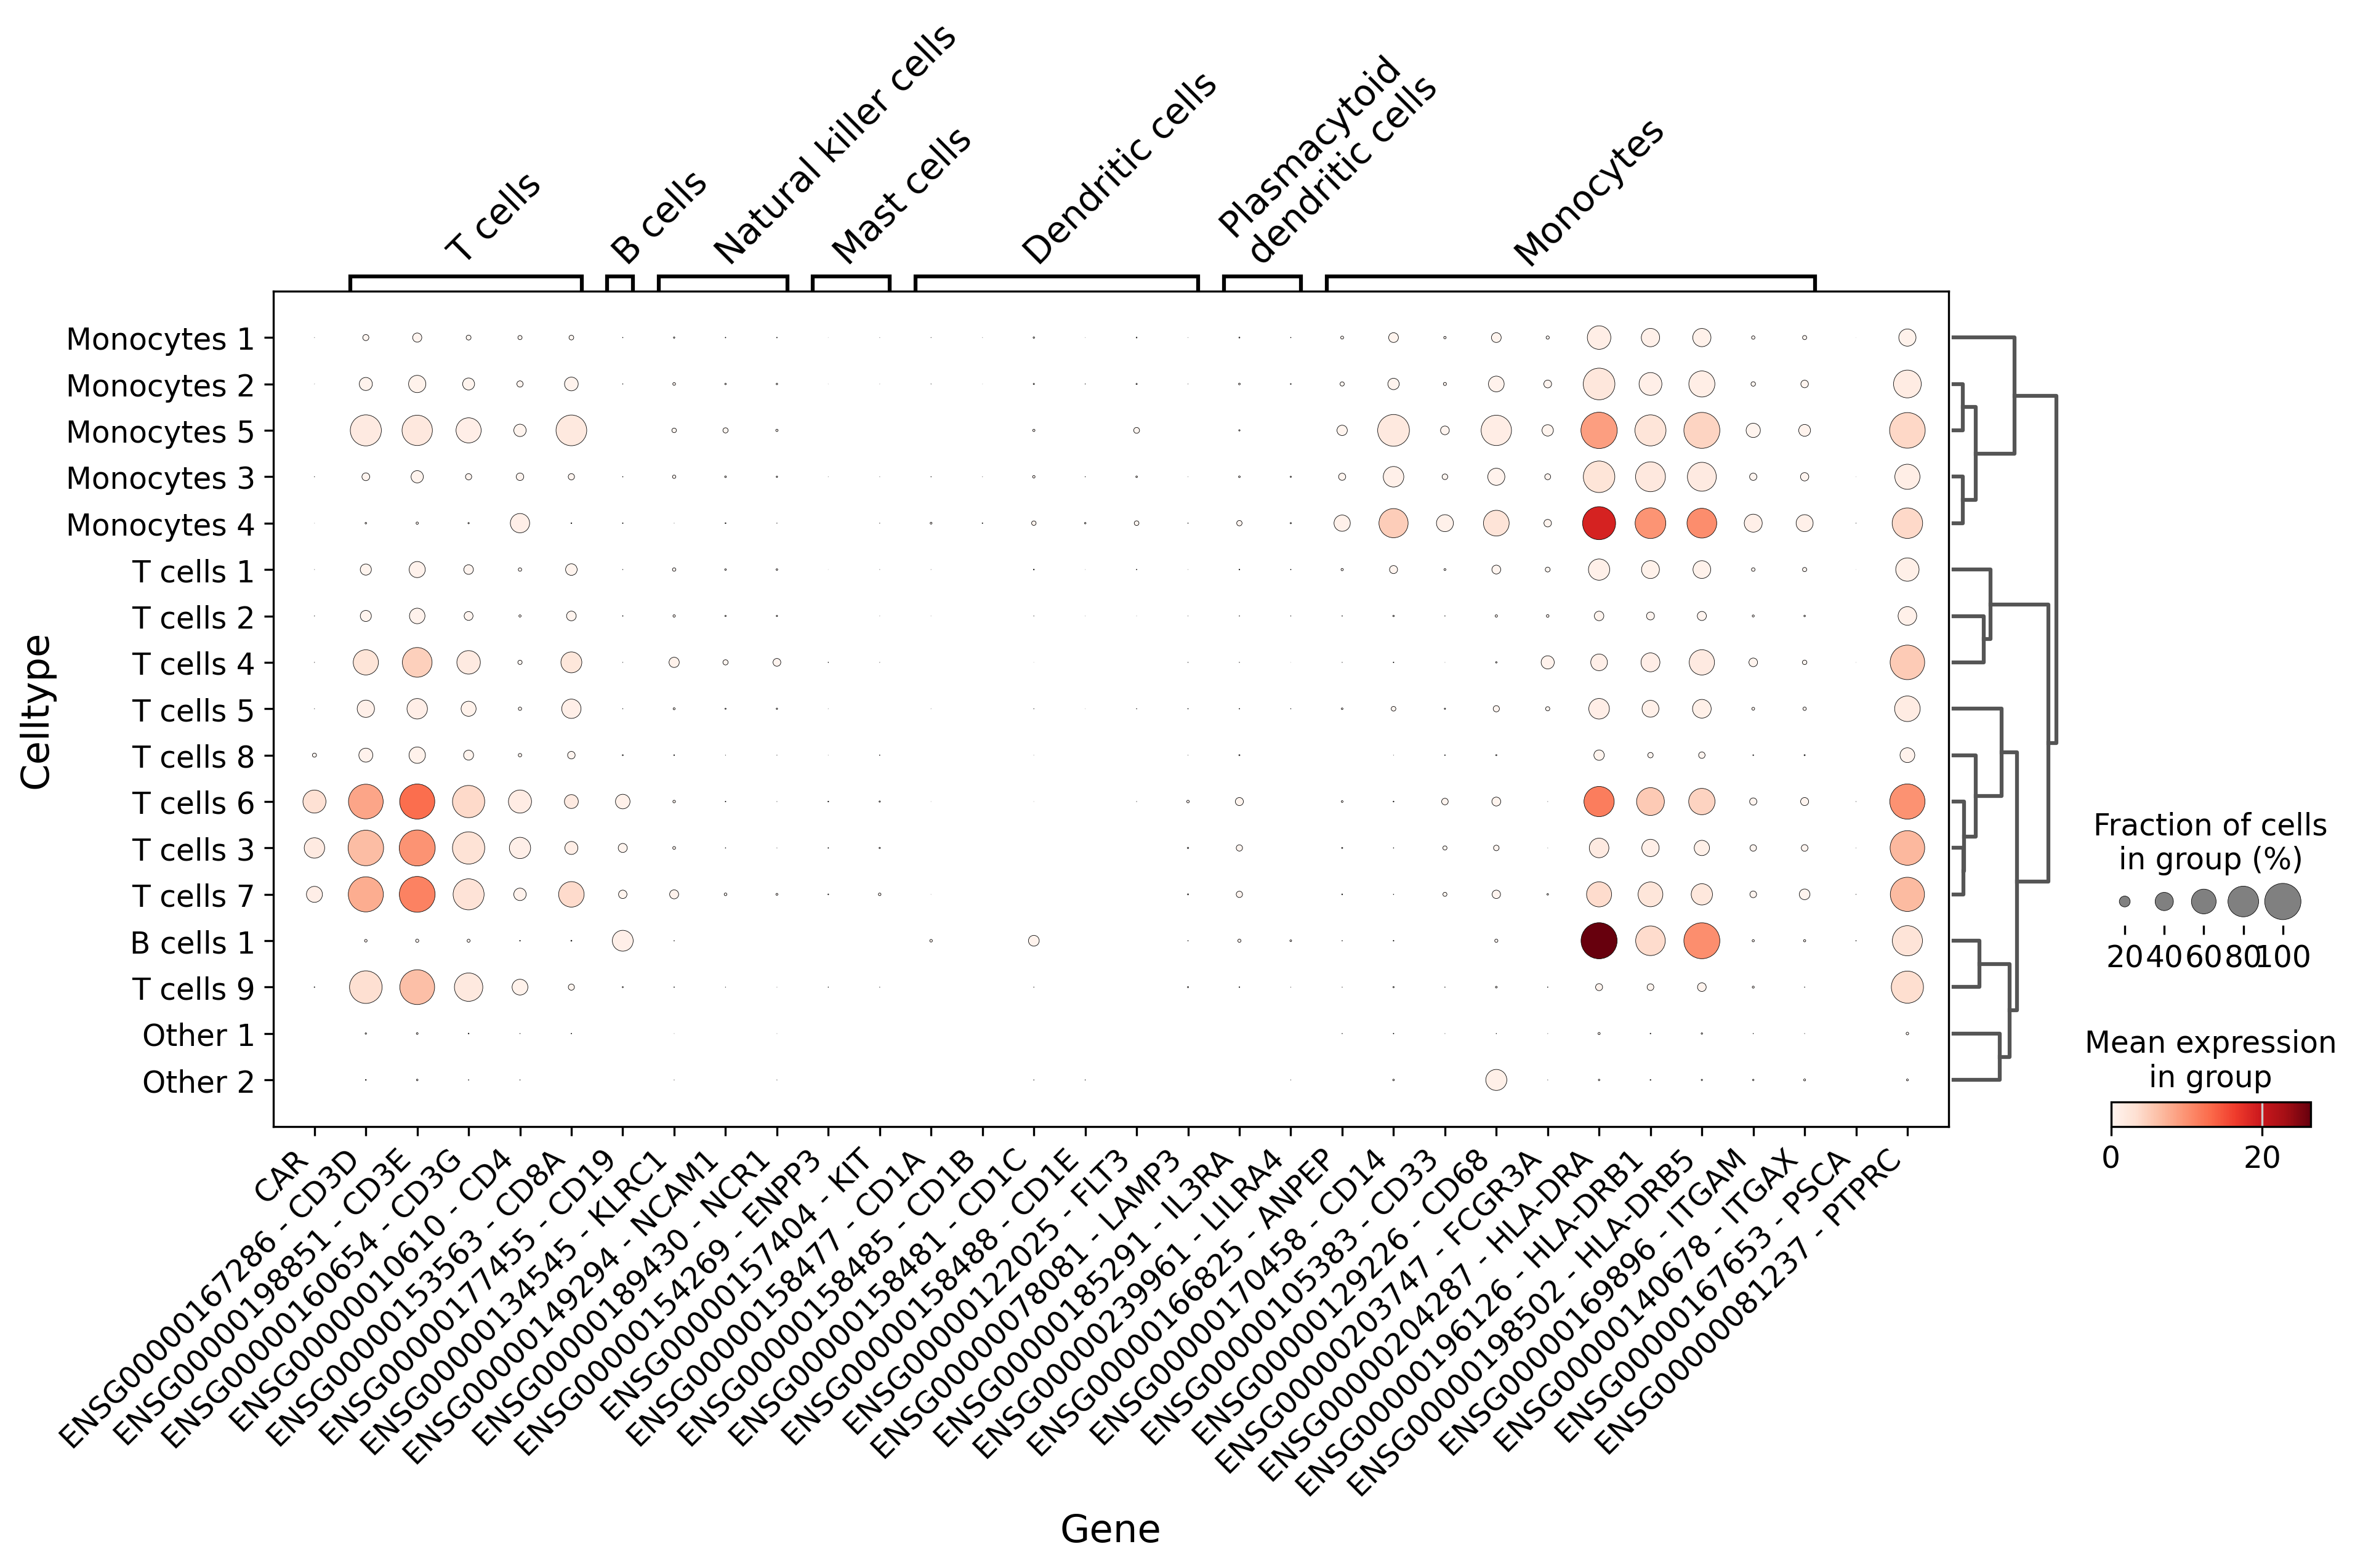 T cells
B cells
Natural killer cells
Mast cells
Dendritic cells
Plasmacytoid
dendritic cells
Monocytes
Celltype
Monocytes 1
Monocytes 2
Monocytes 5
Monocytes 3
Monocytes 4
T cells 1
T cells 2
T cells 4
T cells 5
T cells 8
T cells 6
T cells 3
T cells 7
B cells 1
T cells 9
Other 1
Other 2
CAR
ENSG00000167286 - CD3D
ENSG00000198851 - CD3E
ENSG00000160654 - CD3G
ENSG00000010610 - CD4
ENSG00000153563 - CD8A
ENSG00000177455 - CD19
ENSG00000134545 - KLRC1
ENSG00000149294 - NCAM1
ENSG00000189430 - NCR1
ENSG00000154269 - ENPP3
ENSG00000157404 - KIT
ENSG00000158477 - CD1A
ENSG00000158485 - CD1B
ENSG00000158481 - CD1C
ENSG00000158488 - CD1E
ENSG00000122025 - FLT3
ENSG00000078081 - LAMP3
ENSG00000185291 - IL3RA
ENSG00000239961 - LILRA4
ENSG00000166825 - ANPEP
ENSG00000170458 - CD14
ENSG00000105383 - CD33
ENSG00000129226 - CD68
ENSG00000203747 - FCGR3A
ENSG00000204287 - HLA-DRA
ENSG00000196126 - HLA-DRB1
ENSG00000198502 - HLA-DRB5
ENSG00000169896 - ITGAM
ENSG00000140678 - ITGAX
ENSG00000167653 - PSCA
ENSG00000081237 - PTPRC
Gene
Fraction of cells
in group (%)
20 40 60 80 100
Mean expression
in group
0 20